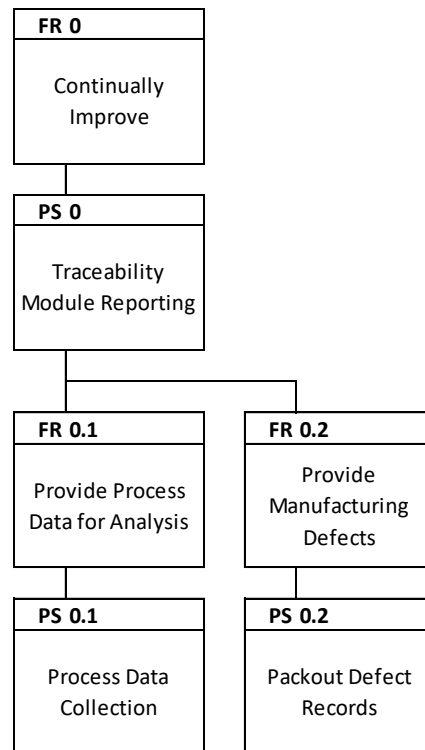 FR 0
Continually
Improve
PS 0
Traceability
Module Reporting
FR 0.1
Provide Process
Data for Analysis
FR 0.2
Provide
Manufacturing
Defects
PS 0.1
Process Data
Collection
PS 0.2
Packout Defect
Records